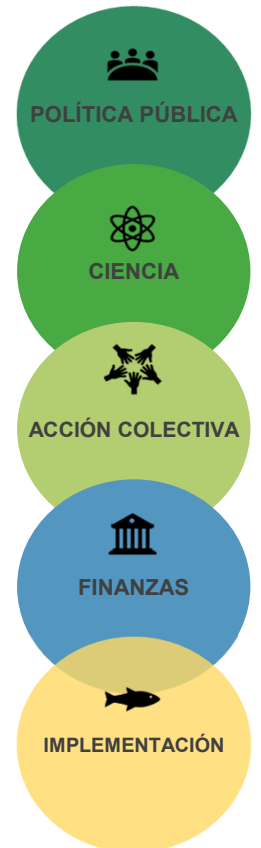 POLÍTICA PÚBLICA
CIENCIA
ACCIÓN COLECTIVA
FINANZAS
IMPLEMENTACIÓN